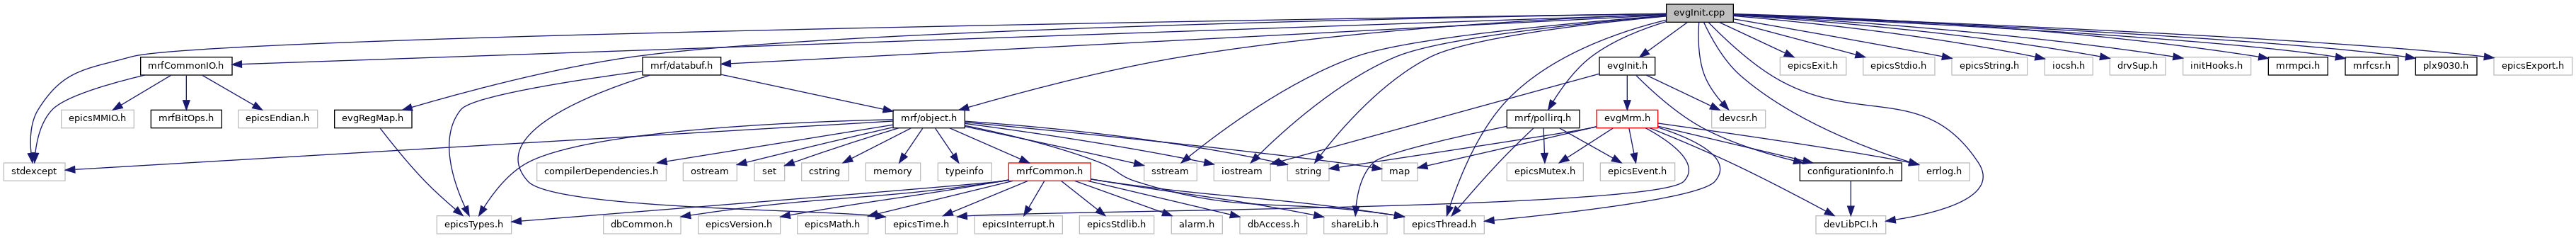 evgInit.cpp
mrfCommonIO.h
mrf/databuf.h
evgInit.h
epicsExit.h
epicsStdio.h
epicsString.h
iocsh.h
drvSup.h
initHooks.h
mrmpci.h
mrfcsr.h
plx9030.h
epicsExport.h
epicsMMIO.h
mrfBitOps.h
epicsEndian.h
evgRegMap.h
mrf/object.h
mrf/pollirq.h
evgMrm.h
devcsr.h
stdexcept
compilerDependencies.h
ostream
set
cstring
memory
typeinfo
mrfCommon.h
sstream
iostream
string
map
epicsMutex.h
epicsEvent.h
configurationInfo.h
errlog.h
epicsTypes.h
dbCommon.h
epicsVersion.h
epicsMath.h
epicsTime.h
epicsInterrupt.h
epicsStdlib.h
alarm.h
dbAccess.h
shareLib.h
epicsThread.h
devLibPCI.h